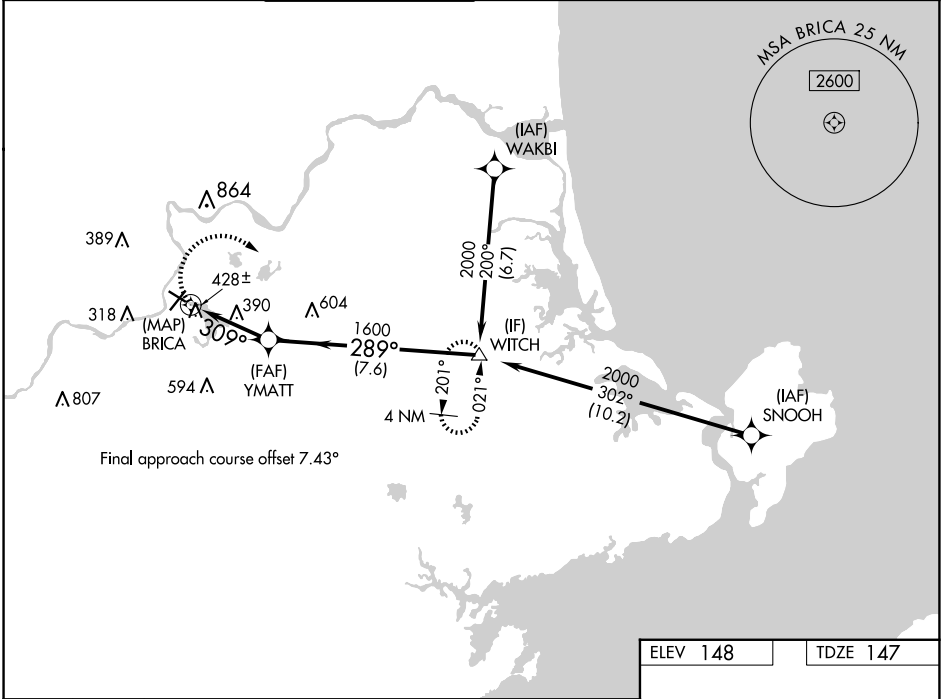 MSA BRICA 25 NM
2600
(IAF)
WAKBI
864
389
2000
200°
(6.7)
428±
318
390
604
(MAP)
BRICA
309°
1600
289°
(7.6)
(IF)
WITCH
(FAF)
YMATT
594
807
201°
021°
4 NM
2000
302°
(10.2)
(IAF)
SNOOH
Final approach course offset 7.43°
ELEV 148
TDZE 147